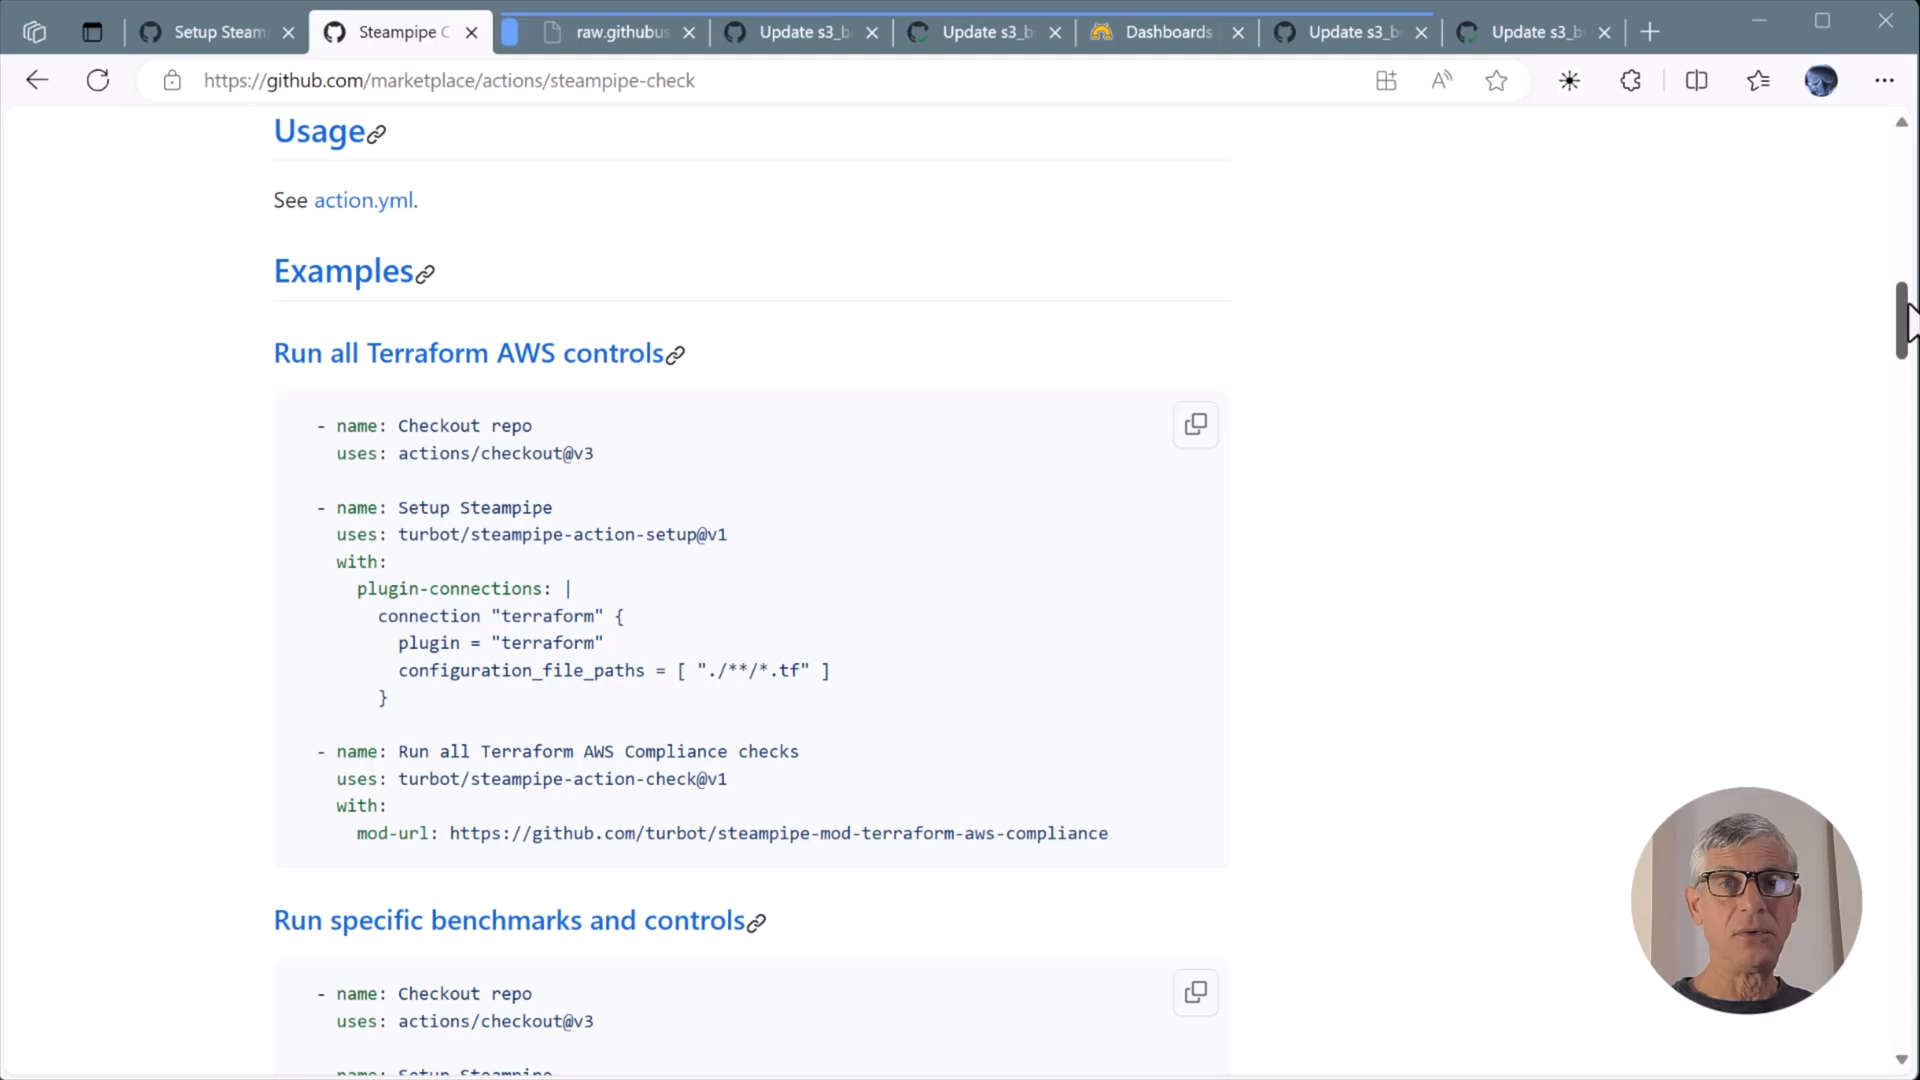 Setup Steam
Steampipe C
raw.githubus
Update s3_b
Update s3_b
Dashboards
Update s3_b
Update s3_b
https://github.com/marketplace/actions/steampipe-check
Usage
See action.yml.
Examples
Run all Terraform AWS controls
- name: Checkout repo
uses: actions/checkout@v3
- name: Setup Steampipe
uses: turbot/steampipe-action-setup@v1
with:
plugin-connections: |
connection "terraform" {
plugin = "terraform"
configuration_file_paths = [ "./**/*.tf" ]
}
- name: Run all Terraform AWS Compliance checks
uses: turbot/steampipe-action-check@v1
with:
mod-url: https://github.com/turbot/steampipe-mod-terraform-aws-compliance
Run specific benchmarks and controls
- name: Checkout repo
uses: actions/checkout@v3
name: Setup Steampipe